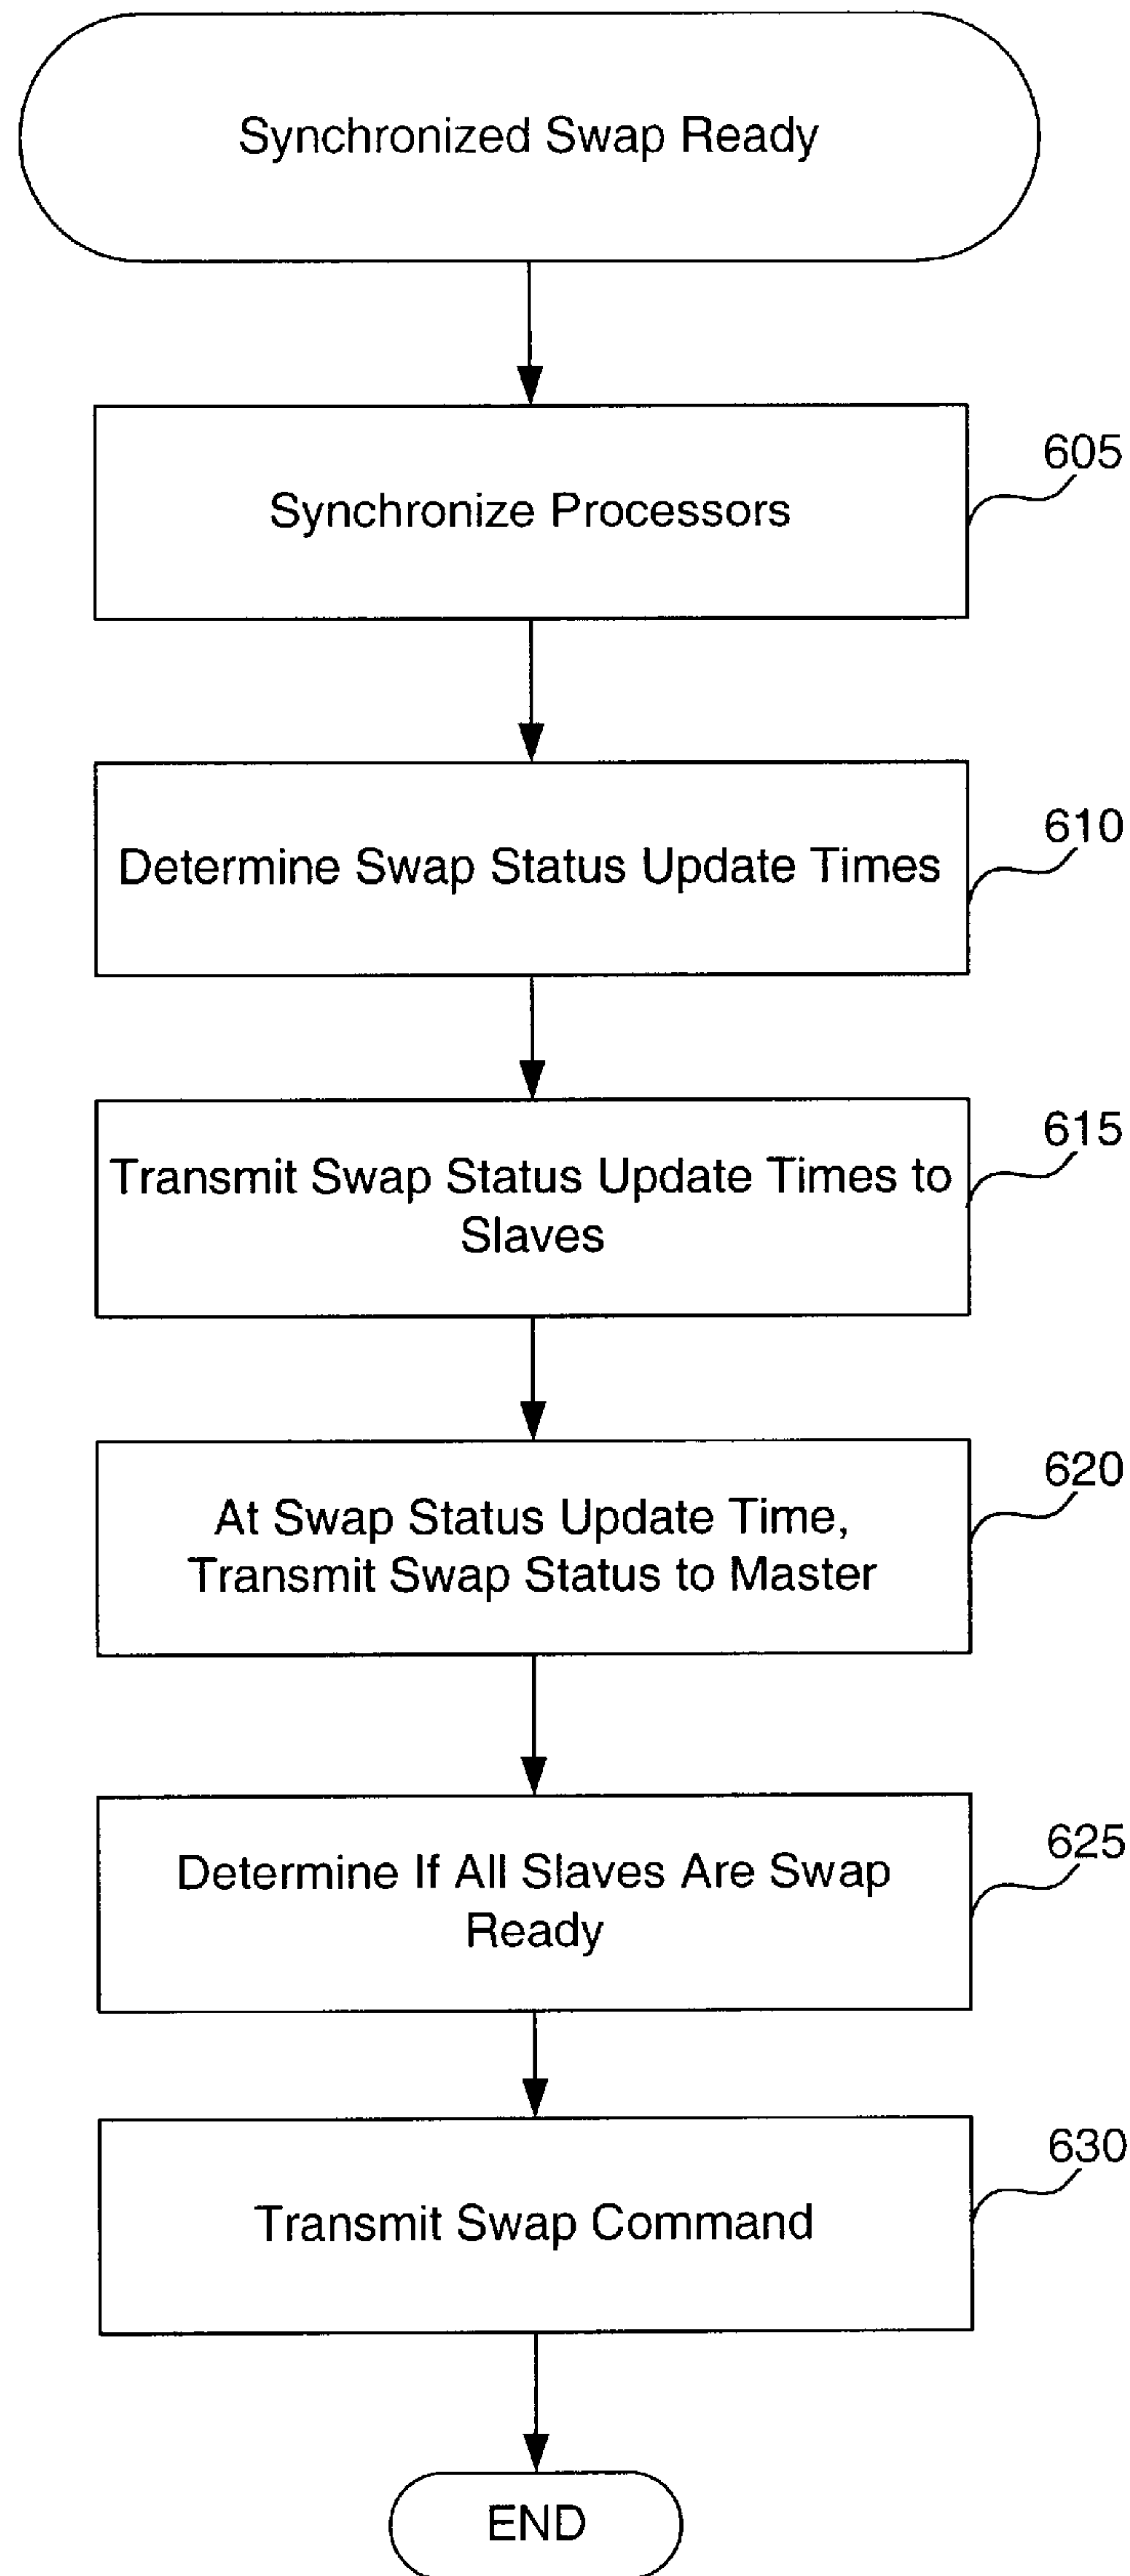 Synchronized Swap Ready
605
Synchronize Processors
610
Determine Swap Status Update Times
615
Transmit Swap Status Update Times to
Slaves
620
At Swap Status Update Time,
Transmit Swap Status to Master
625
Determine If All Slaves Are Swap
Ready
630
Transmit Swap Command
END